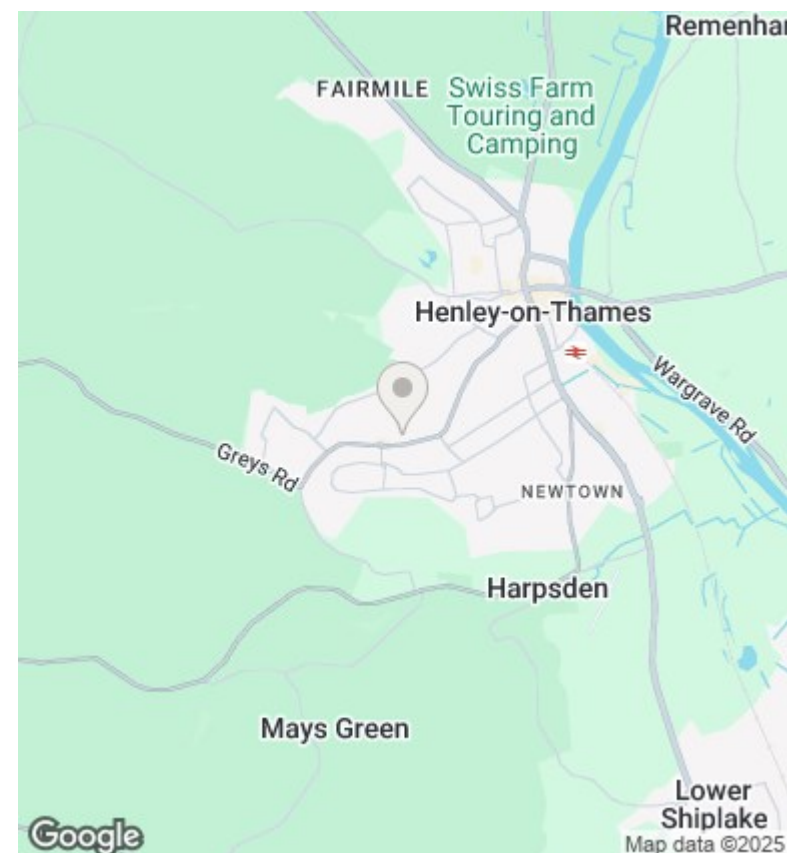 Remenha
FAIRMILE
Swiss Farm
Touring and
Camping
Henley-on-Thames
Wargrave Rd
Greys Rd
NEWTOWN
Harpsden
Mays Green
Lower
Shiplake
Google
Map data ©2025